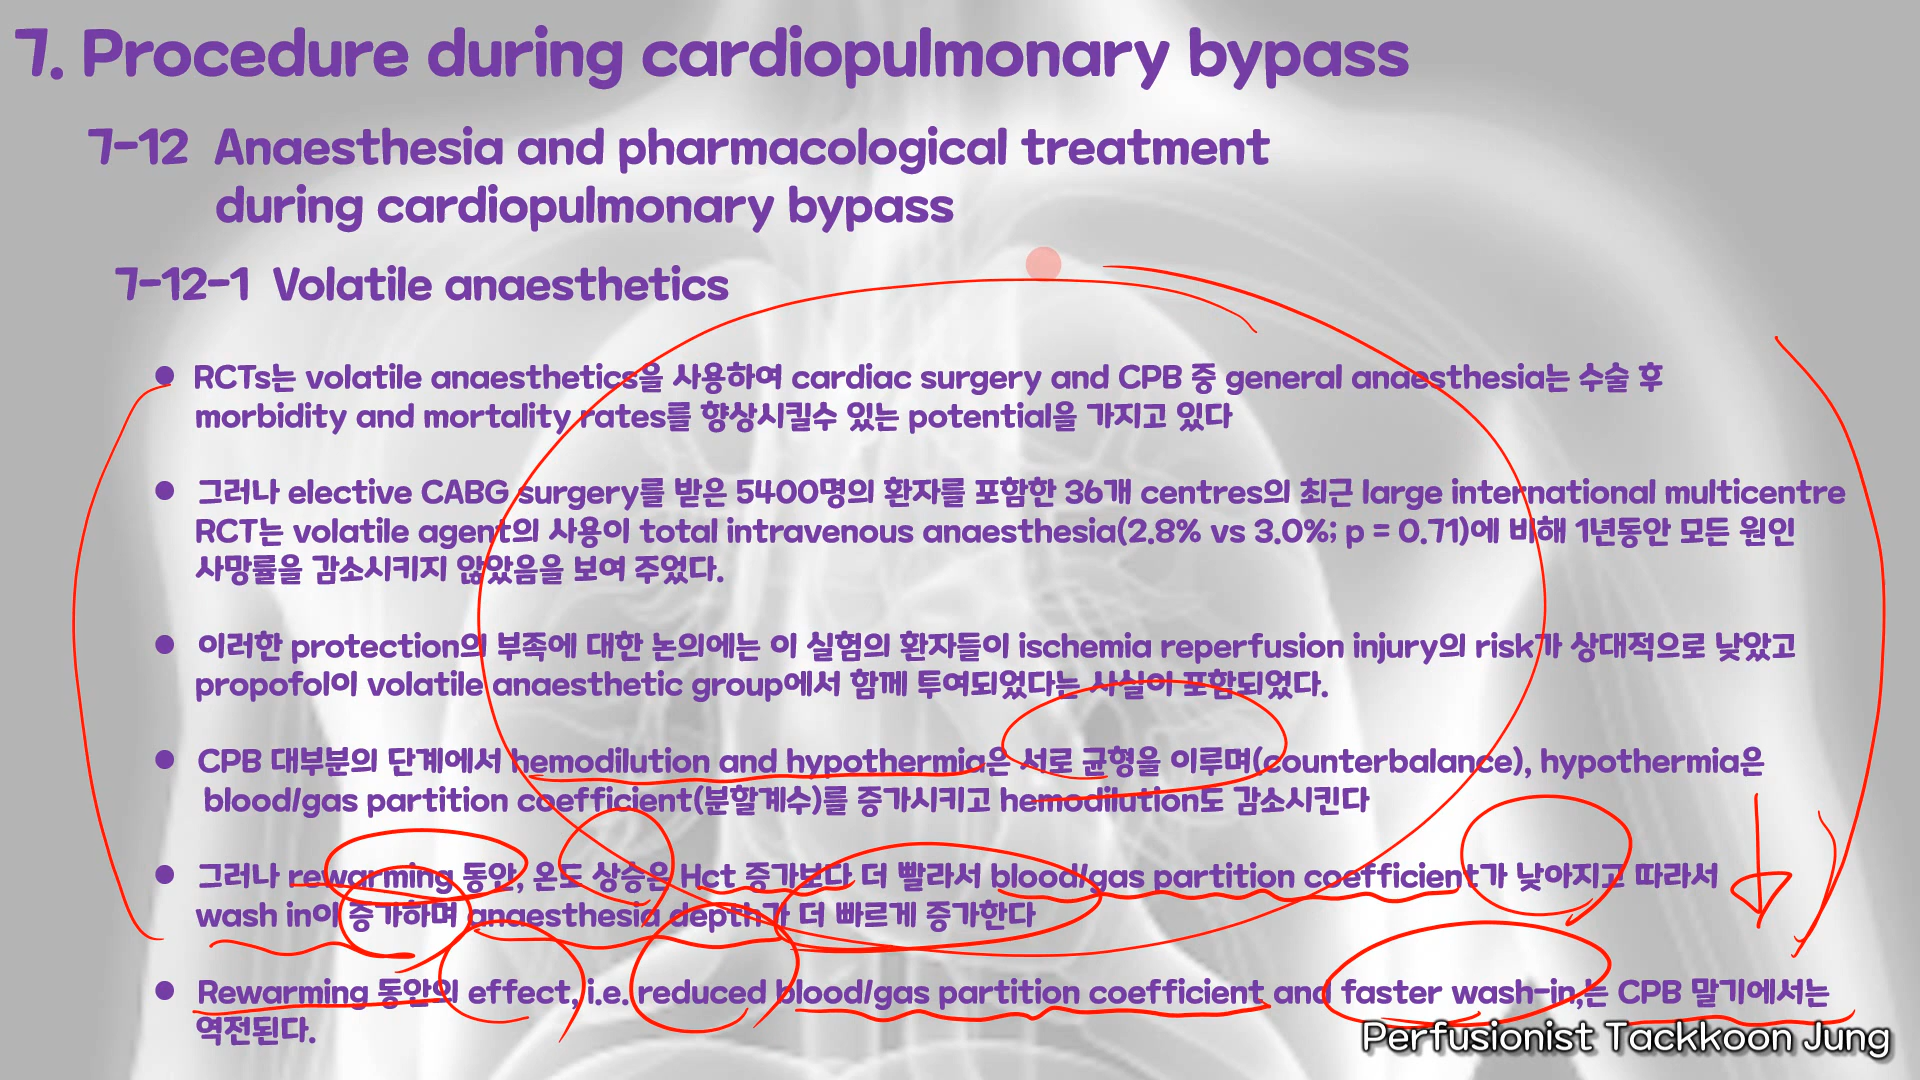 7. Procedure during cardiopulmonary bypass
7-12 Anaesthesia and pharmacological treatment
during cardiopulmonary bypass
7-12-1 Volatile anaesthetics
● RCTs는 volatile anaesthetics을 사용하여 cardiac surgery and CPB 중 general anaesthesia는 수술 후
morbidity and mortality rates를 향상시킬수 있는 potential을 가지고 있다
● 그러나 elective CABG surgery를 받은 5400명의 환자를 포함한 36개 centres의 최근 large international multicentre
RCT는 volatile agent의 사용이 total intravenous anaesthesia(2.8% vs 3.0%; p = 0.71)에 비해 1년동안 모든 원인
사망률을 감소시키지 않았음을 보여 주었다.
● 이러한 protection의 부족에 대한 논의에는 이 실험의 환자들이 ischemia reperfusion injury의 risk가 상대적으로 낮았고
propofol이 volatile anaesthetic group에서 함께 투여되었다는 사실이 포함되었다.
● CPB 대부분의 단계에서 hemodilution and hypothermia은 서로 균형을 이루며(counterbalance), hypothermia은
blood/gas partition coefficient(분할계수)를 증가시키고 hemodilution도 감소시킨다
● 그러나 rewarming 동안, 온도 상승은 Hct 증가보다 더 빨라서 blood/gas partition coefficient가 낮아지고 따라서
wash in이 증가하며 anaesthesia depth가 더 빠르게 증가한다
● Rewarming 동안의 effect, i.e. reduced blood/gas partition coefficient and faster wash-in,는 CPB 말기에서는
역전된다.
Perfusionist Tackkoon Jung